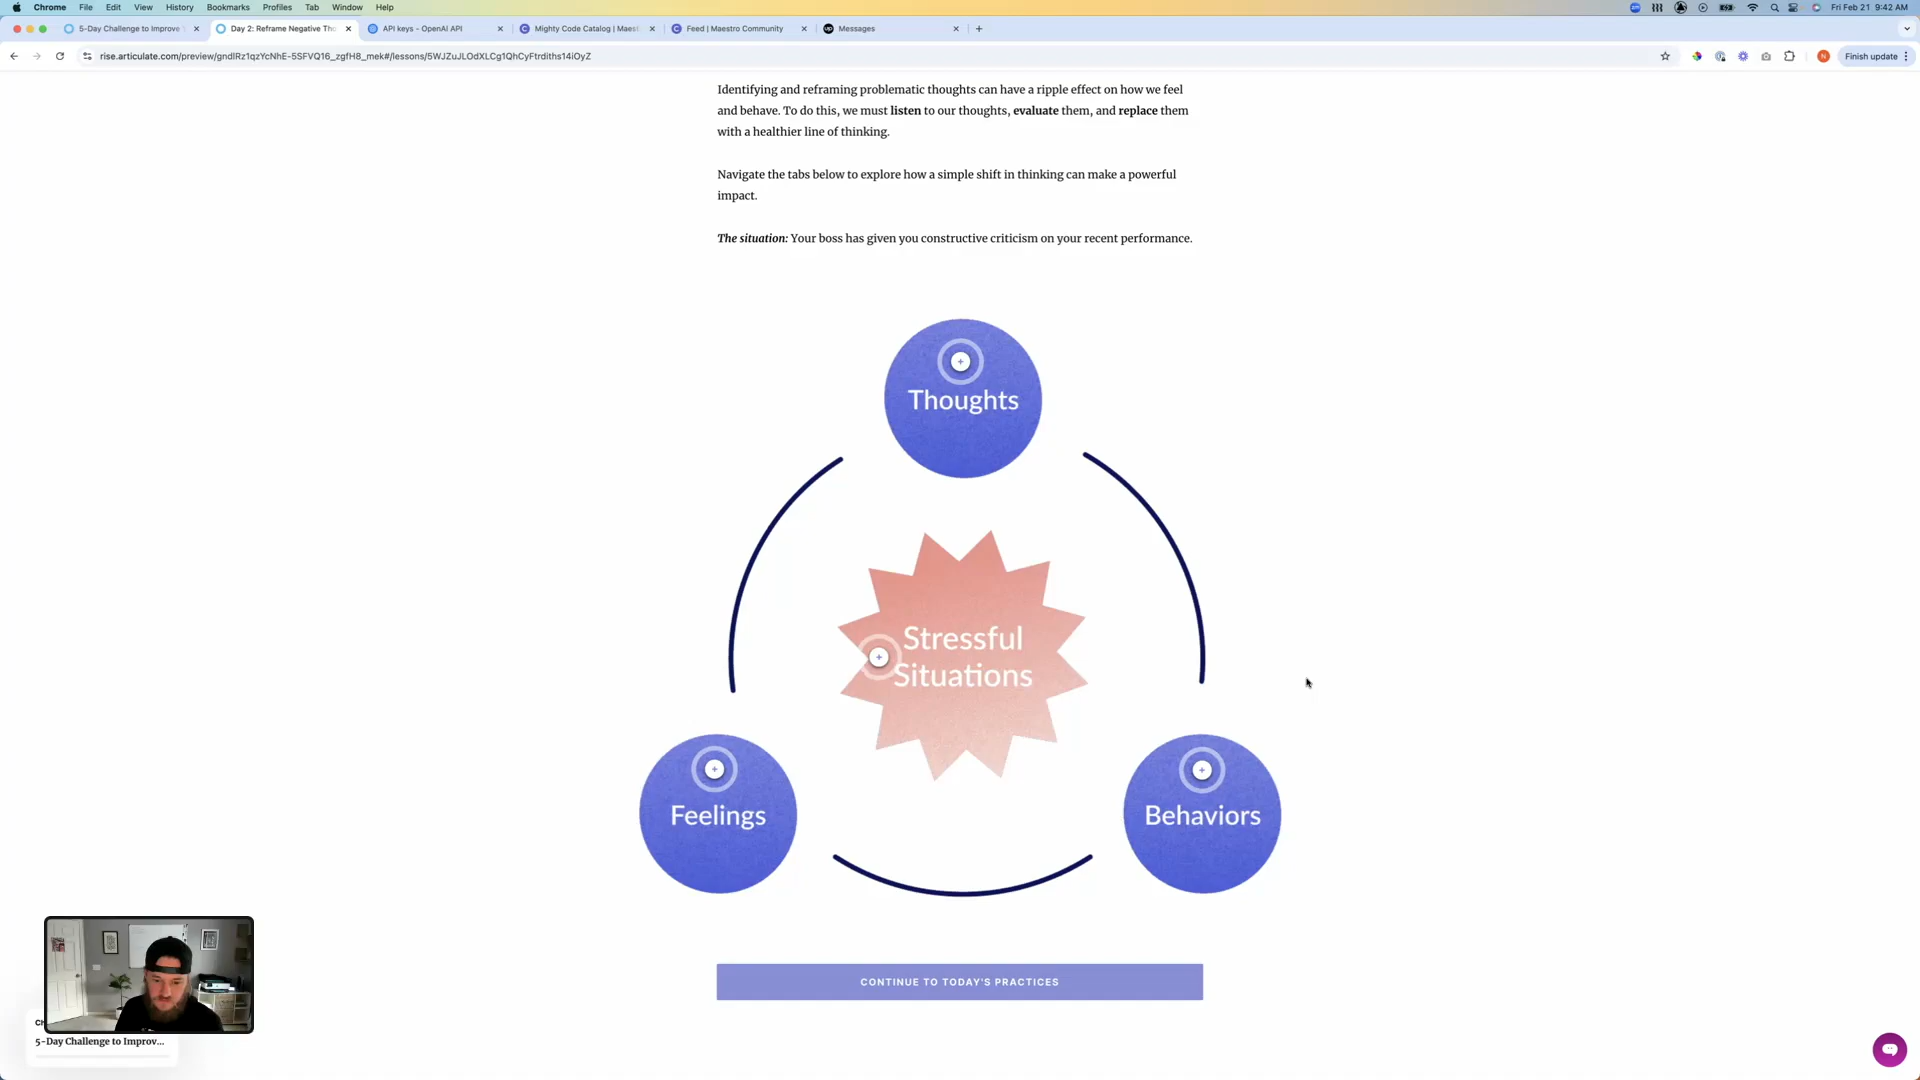 Chrome File Edit View History Bookmarks Profiles Tab Window Help Fri Feb 21 9:42 AM
5-Day Challenge to Improve Day 2: Reframe Negative Tho API keys - OpenAI API Mighty Code Catalog | Maest Feed | Maestro Community Messages
rise.articulate.com/preview/gndlRz1qzYcNhE-5SFVQ16_zgfH8_mek#/lessons/5WJZuJLOdXLCg1QhCyFtrdiths14iOyZ N Finish update
Identifying and reframing problematic thoughts can have a ripple effect on how we feel
and behave. To do this, we must listen to our thoughts, evaluate them, and replace them
with a healthier line of thinking.
Navigate the tabs below to explore how a simple shift in thinking can make a powerful
impact.
The situation: Your boss has given you constructive criticism on your recent performance.
Thoughts
Stressful
Situations
Feelings
Behaviors
CONTINUE TO TODAY'S PRACTICES
5-Day Challenge to Improv...